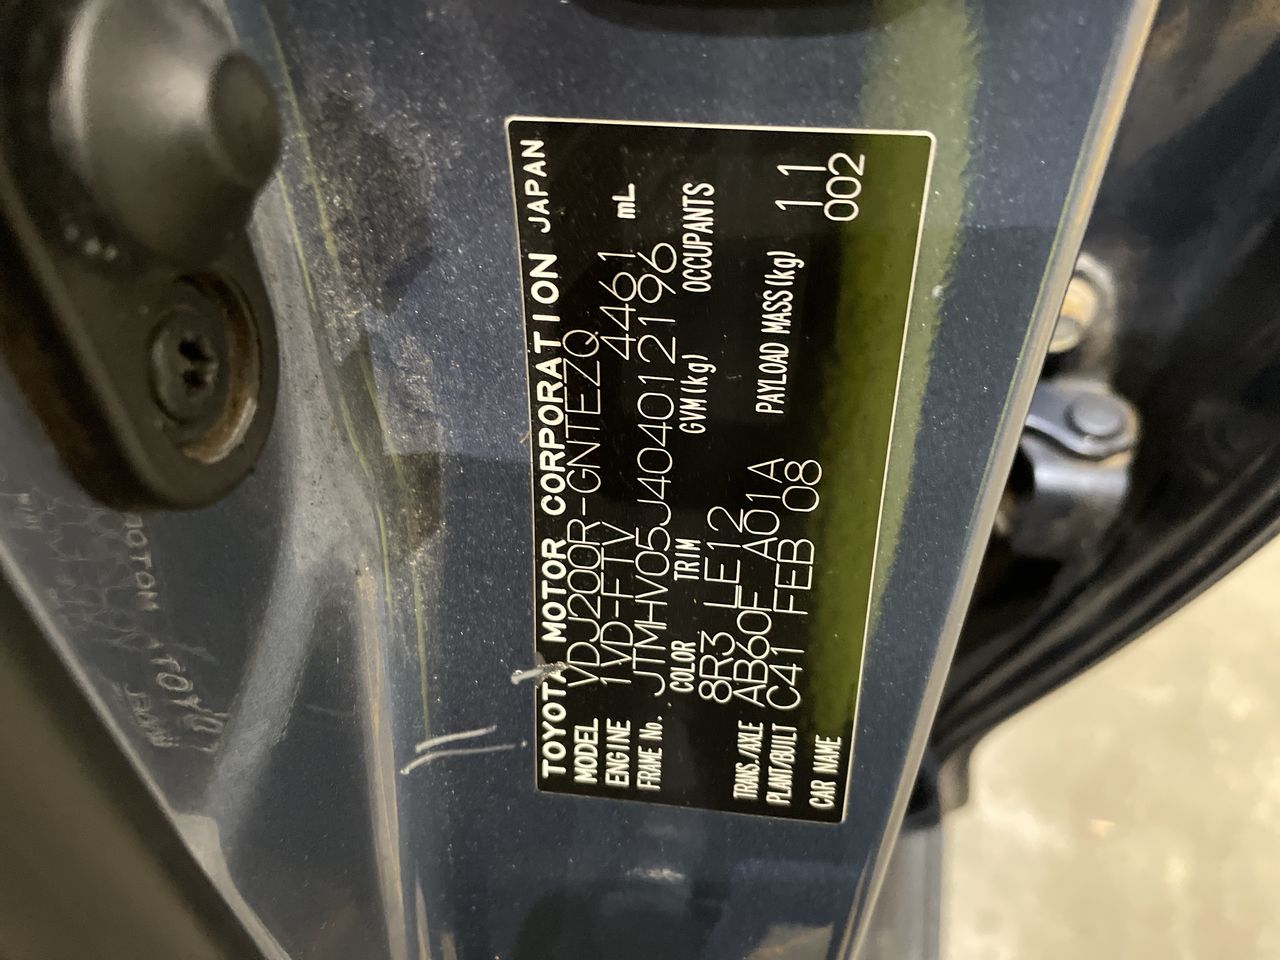 TOYOTA MOTOR CORPORATION JAPAN
MODEL VDJ200R-GNTEZQ
ENGINE 1VD-FTV 4461 mL
FRAME No. JTMHV05J404012196
COLOR TRIM GVM(kg) OCCUPANTS
8R3 LE12
TRANS./AXLE AB60F A01A PAYLOAD MASS(kg) 11
PLANT/BUILT C41 FEB 08 002
CAR NAME